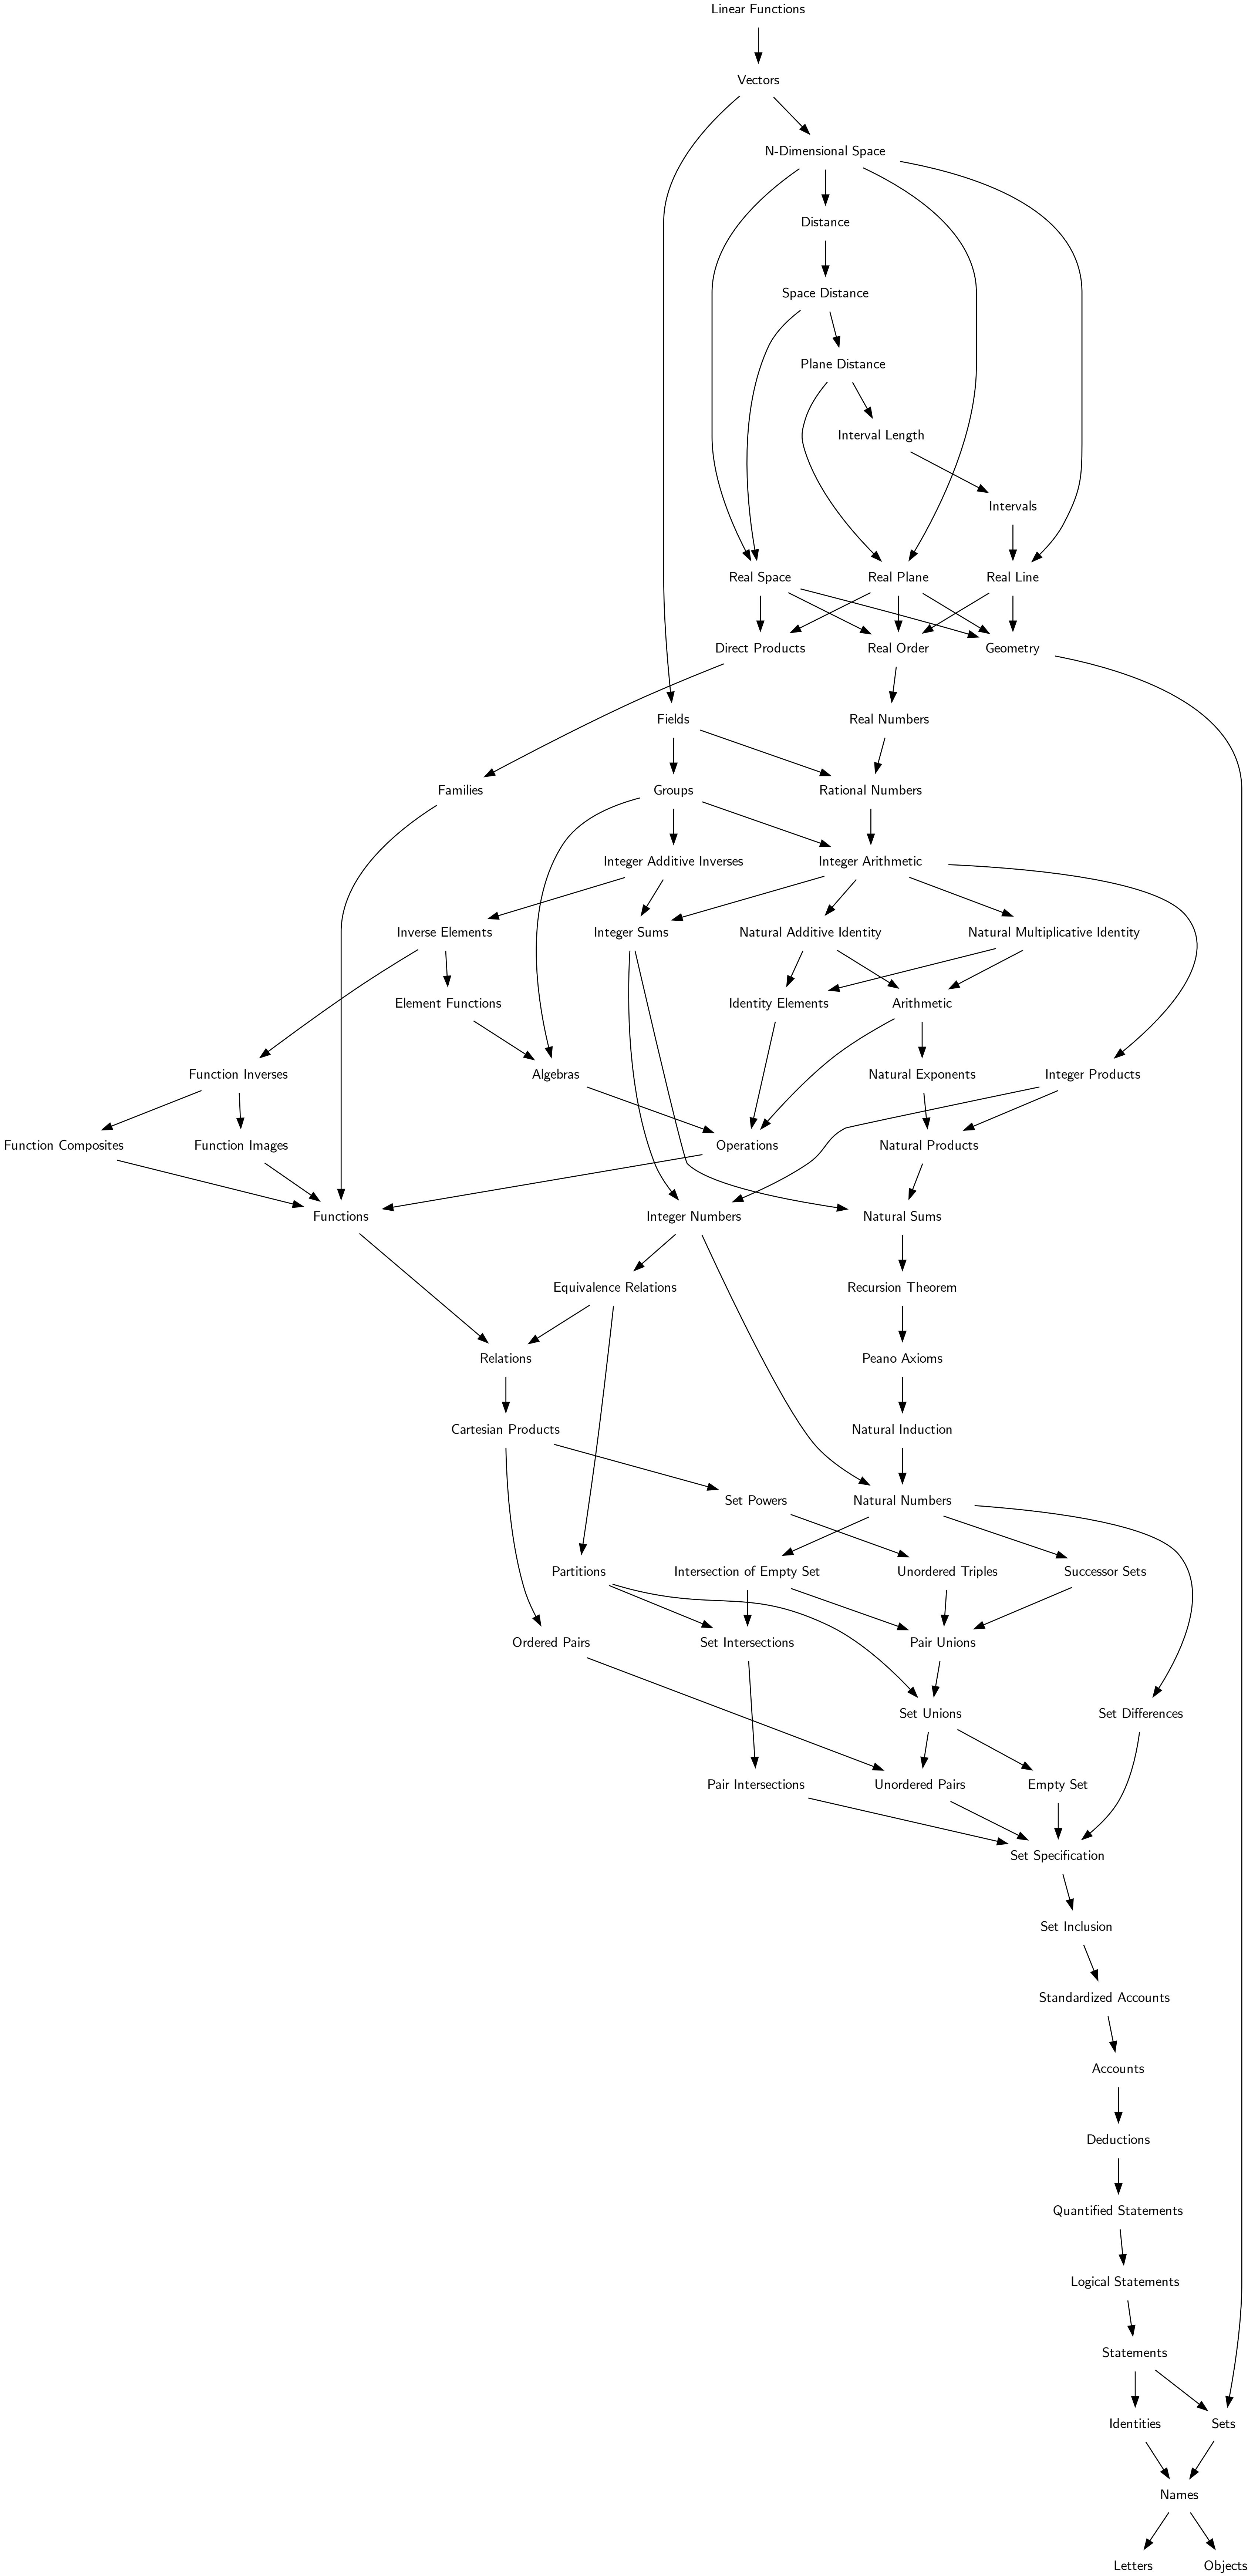 Linear Functions
Vectors
N-Dimensional Space
Distance
Space Distance
Plane Distance
Interval Length
Intervals
Real Space
Real Plane
Real Line
Direct Products
Real Order
Geometry
Fields
Real Numbers
Families
Groups
Rational Numbers
Integer Additive Inverses
Integer Arithmetic
Inverse Elements
Integer Sums
Natural Additive Identity
Natural Multiplicative Identity
Element Functions
Identity Elements
Arithmetic
Function Inverses
Algebras
Natural Exponents
Integer Products
Function Composites
Function Images
Operations
Natural Products
Functions
Integer Numbers
Natural Sums
Equivalence Relations
Recursion Theorem
Relations
Peano Axioms
Cartesian Products
Natural Induction
Set Powers
Natural Numbers
Partitions
Intersection of Empty Set
Unordered Triples
Successor Sets
Ordered Pairs
Set Intersections
Pair Unions
Set Unions
Set Differences
Pair Intersections
Unordered Pairs
Empty Set
Set Specification
Set Inclusion
Standardized Accounts
Accounts
Deductions
Quantified Statements
Logical Statements
Statements
Identities
Sets
Names
Letters
Objects